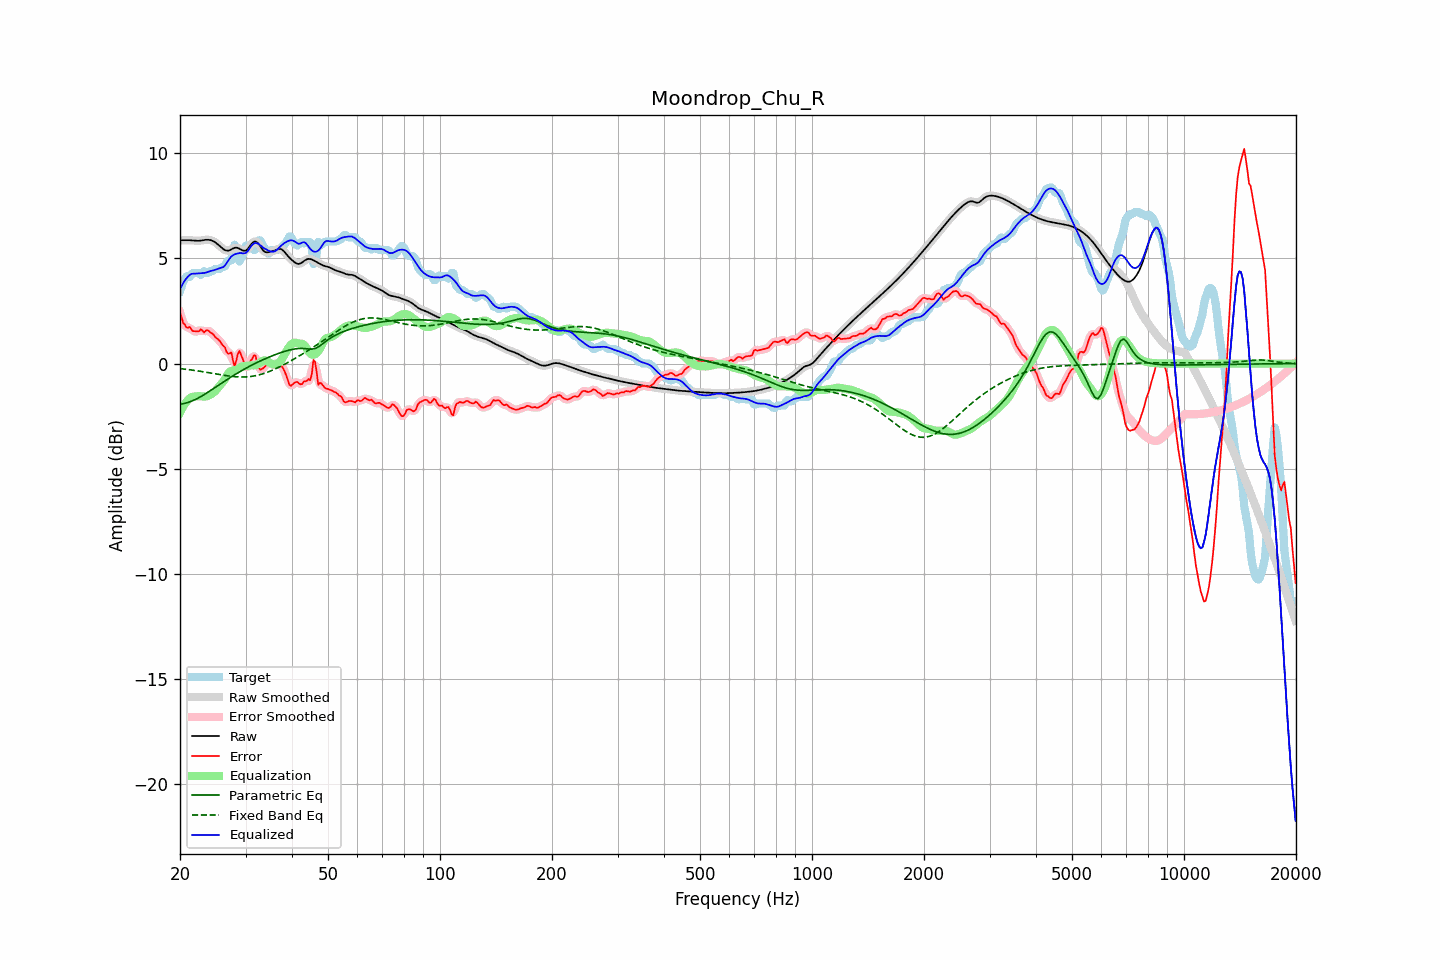 Moondrop_Chu_R
Amplitude (dBr)
10
5
0
−5
−10
−15
−20
Target
Raw Smoothed
Error Smoothed
Raw
Error
Equalization
Parametric Eq
Fixed Band Eq
Equalized
20 50 100 200 500 1000 2000 5000 10000 20000
Frequency (Hz)